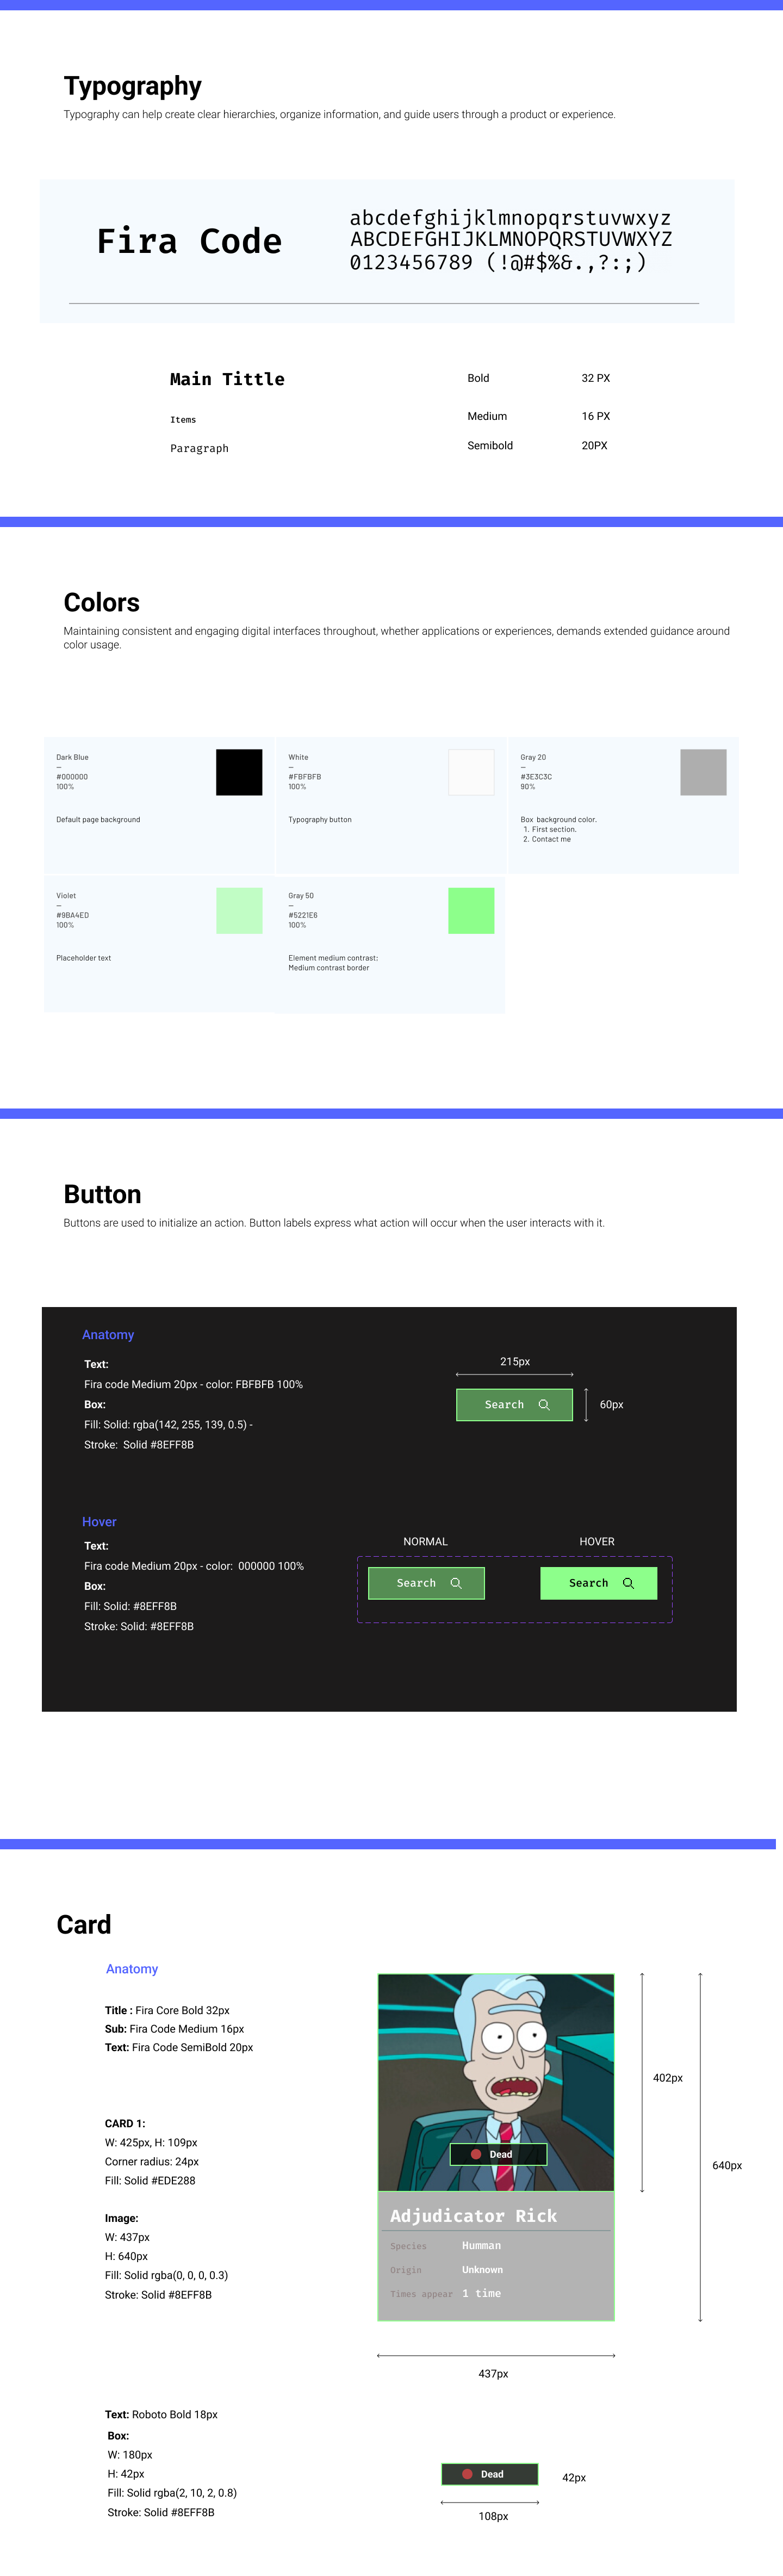 Typography
Typography can help create clear hierarchies, organize information, and guide users through a product or experience.
Fira Code
abcdefghijklmnopqrstuvwxyz
ABCDEFGHIJKLMNOPQRSTUVWXYZ
0123456789 (!@#$%&.,?:;)
Main Tittle Bold 32 PX
Items Medium 16 PX
Paragraph Semibold 20PX
Colors
Maintaining consistent and engaging digital interfaces throughout, whether applications or experiences, demands extended guidance around
color usage.
Dark Blue
—
#000000
100%
Default page background
White
—
#FBFBFB
100%
Typography button
Gray 20
—
#3E3C3C
90%
Box background color.
1. First section.
2. Contact me
Violet
—
#9BA4ED
100%
Placeholder text
Gray 50
—
#5221E6
100%
Element medium contrast;
Medium contrast border
Button
Buttons are used to initialize an action. Button labels express what action will occur when the user interacts with it.
Anatomy
Text:
Fira code Medium 20px - color: FBFBFB 100%
Box:
Fill: Solid: rgba(142, 255, 139, 0.5) -
Stroke: Solid #8EFF8B
215px
Search
60px
Hover
Text:
Fira code Medium 20px - color: 000000 100%
Box:
Fill: Solid: #8EFF8B
Stroke: Solid: #8EFF8B
NORMAL
HOVER
Search
Search
Card
Anatomy
Title : Fira Core Bold 32px
Sub: Fira Code Medium 16px
Text: Fira Code SemiBold 20px
CARD 1:
W: 425px, H: 109px
Corner radius: 24px
Fill: Solid #EDE288
Image:
W: 437px
H: 640px
Fill: Solid rgba(0, 0, 0, 0.3)
Stroke: Solid #8EFF8B
Dead
Adjudicator Rick
Species Humman
Origin Unknown
Times appear 1 time
402px
640px
437px
Text: Roboto Bold 18px
Box:
W: 180px
H: 42px
Fill: Solid rgba(2, 10, 2, 0.8)
Stroke: Solid #8EFF8B
Dead
42px
108px